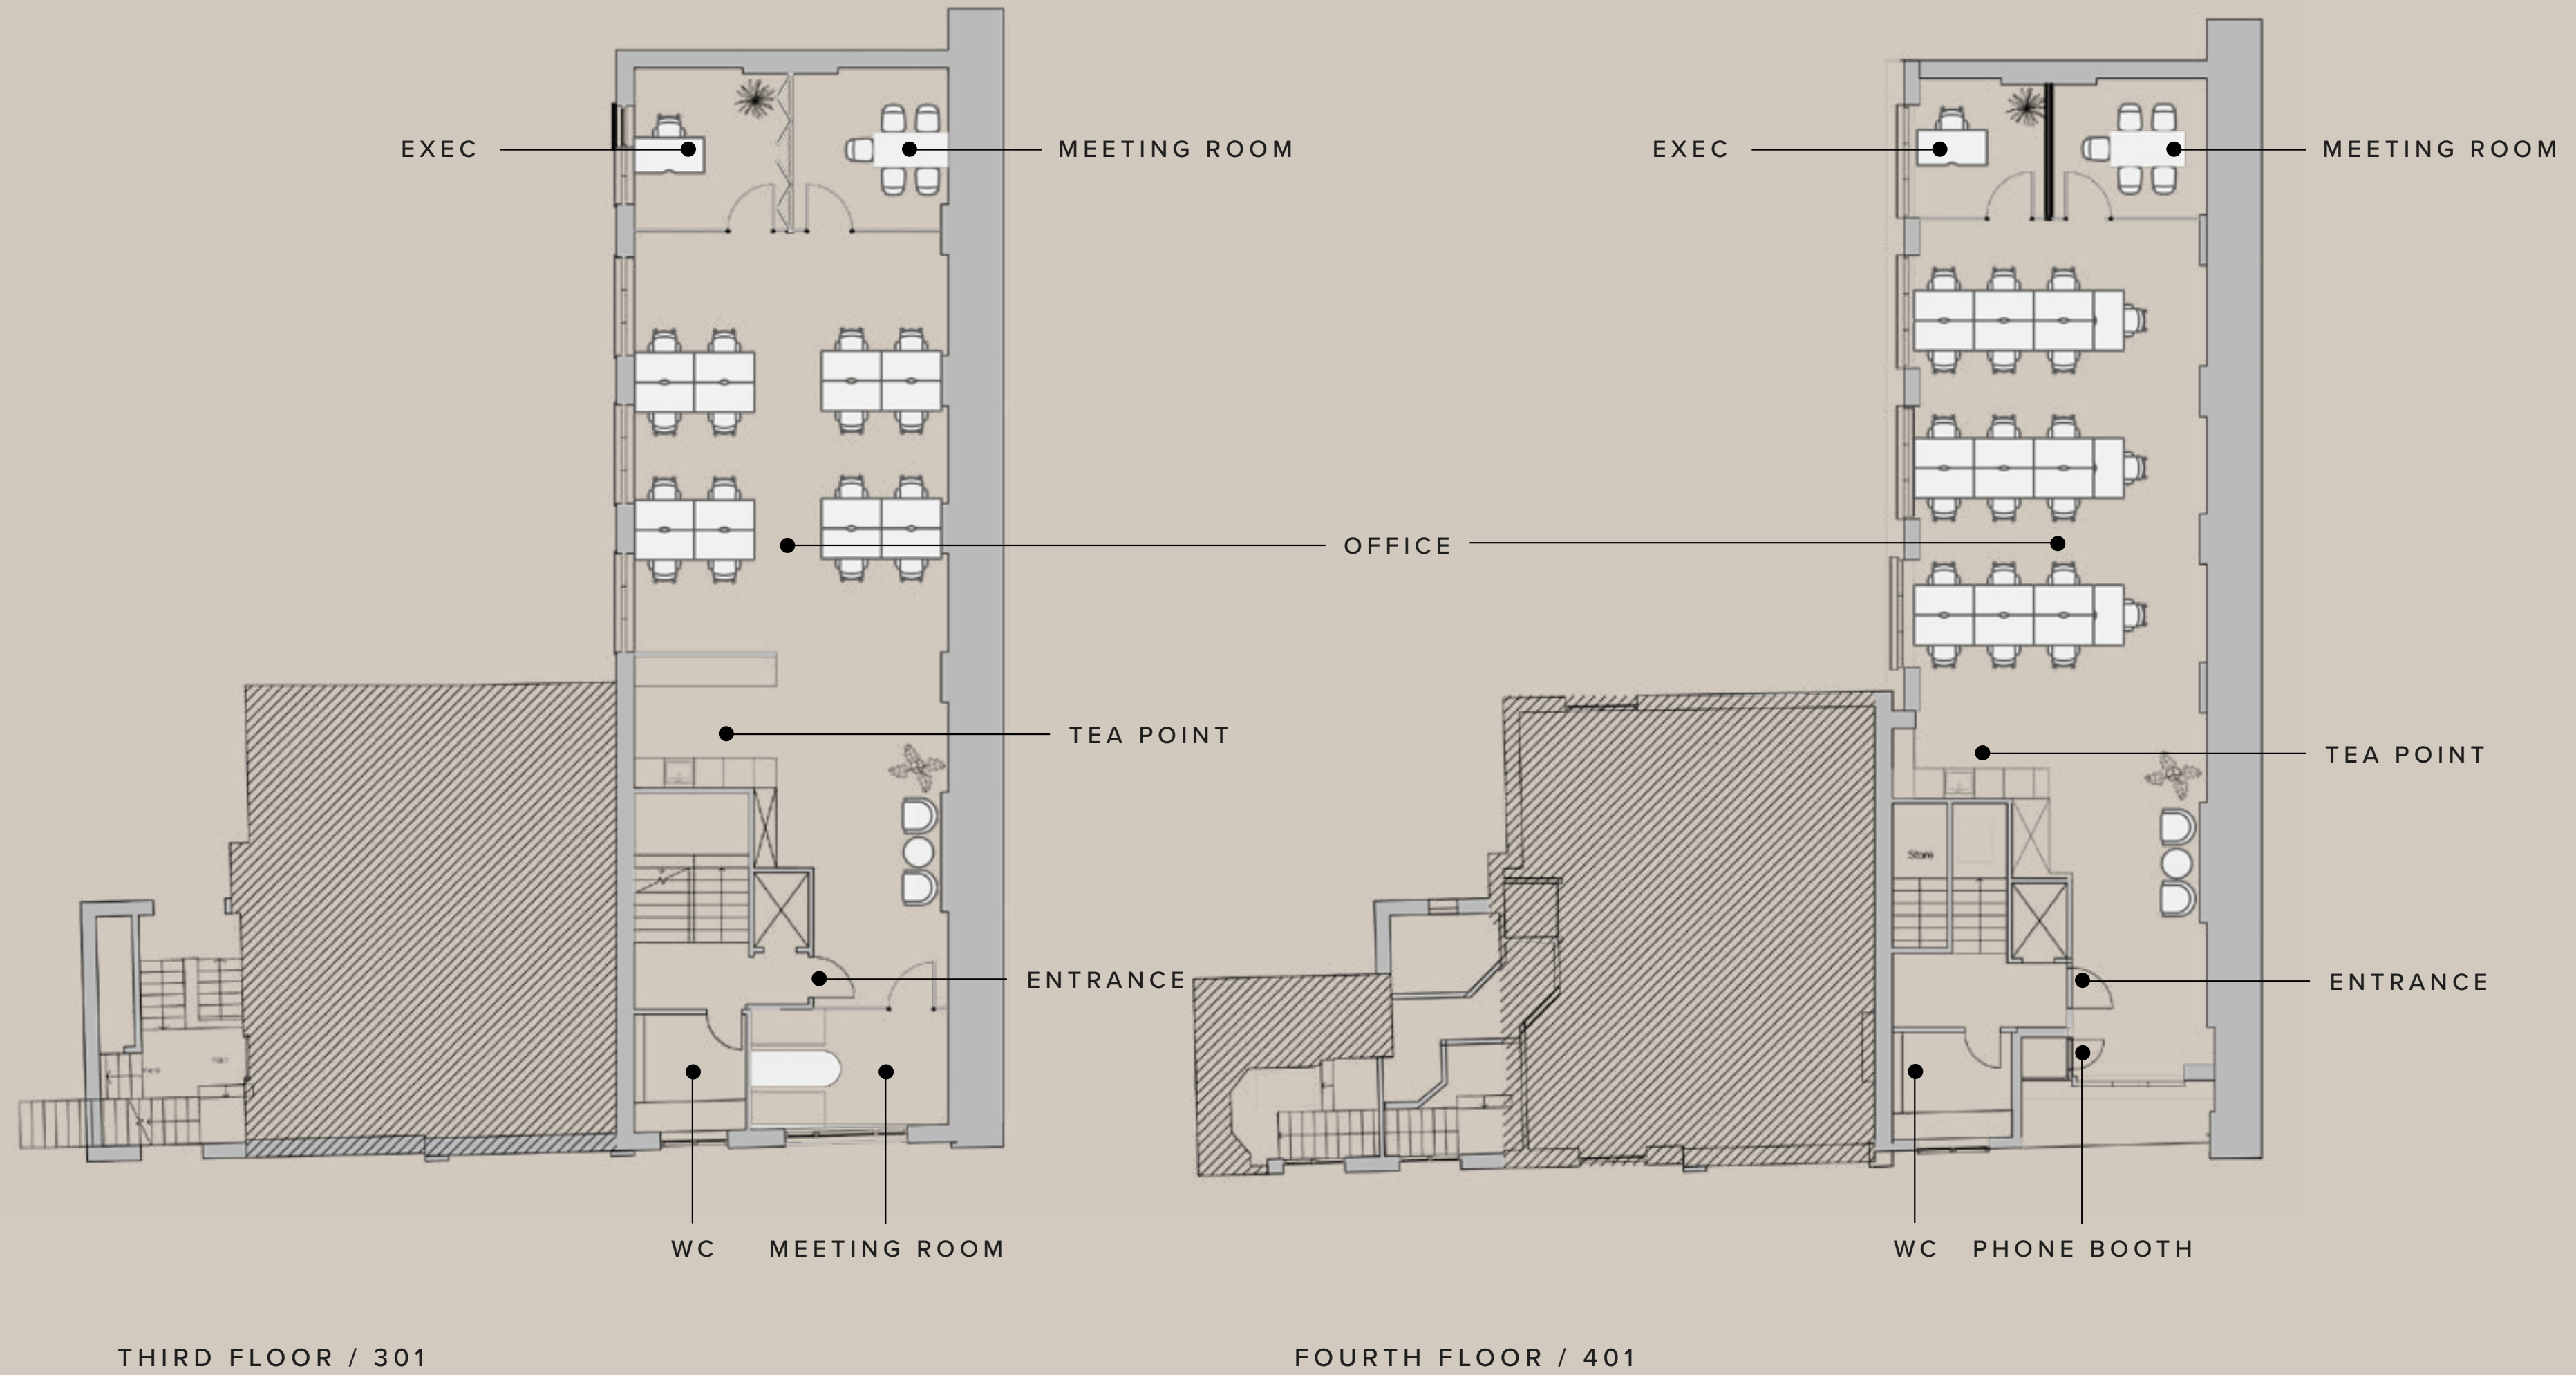 EXEC
MEETING ROOM
EXEC
MEETING ROOM
OFFICE
TEA POINT
TEA POINT
Store
ENTRANCE
ENTRANCE
WC
MEETING ROOM
WC
PHONE BOOTH
THIRD FLOOR / 301
FOURTH FLOOR / 401